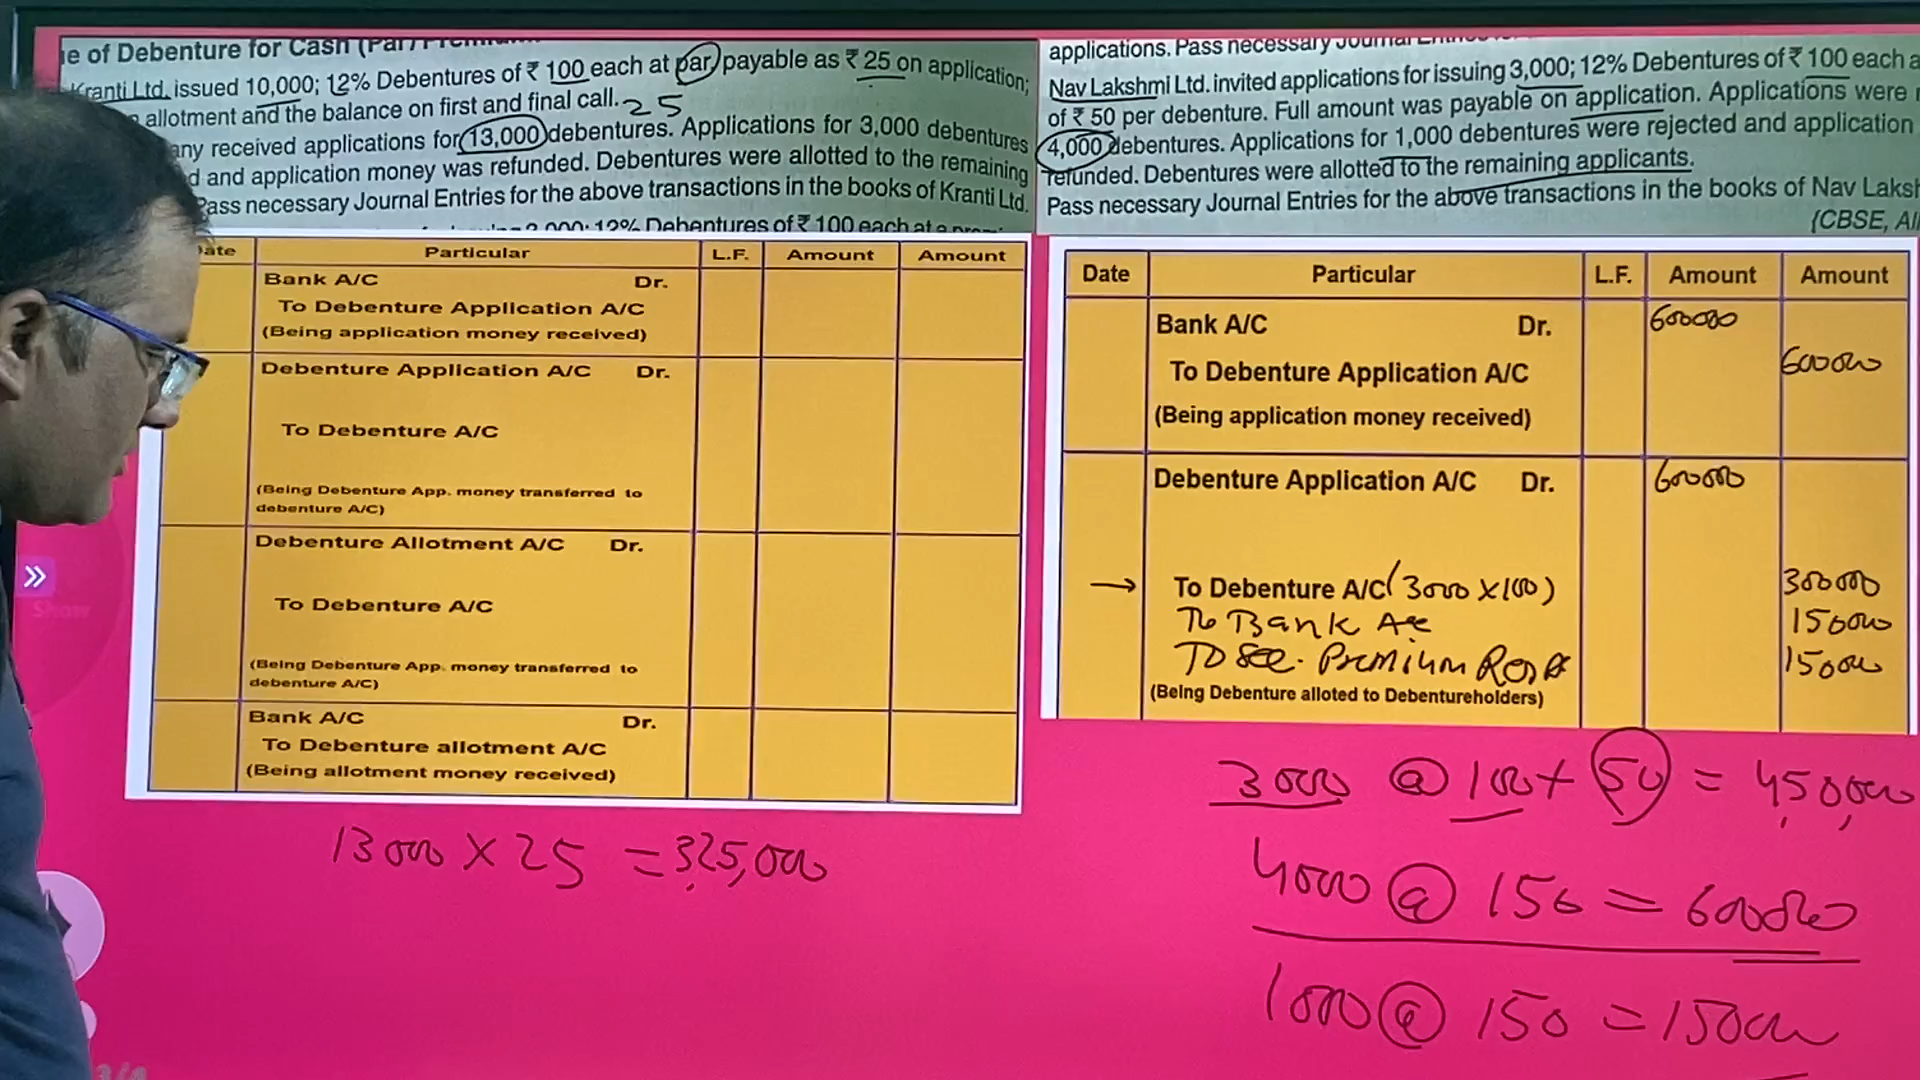 e of Debenture for Cash (Par/
Kranti Ltd. issued 10,000; 12% Debentures of ₹ 100 each at par payable as ₹ 25 on application;
allotment and the balance on first and final call. 25
any received applications for 13,000 debentures. Applications for 3,000 debentures
d and application money was refunded. Debentures were allotted to the remaining
Pass necessary Journal Entries for the above transactions in the books of Kranti Ltd.
12% Debentures of ₹ 100 each at a
ate Particular L.F. Amount Amount
Bank A/C Dr.
To Debenture Application A/C
(Being application money received)
Debenture Application A/C Dr.
To Debenture A/C
(Being Debenture App. money transferred to
debenture A/C)
Debenture Allotment A/C Dr.
To Debenture A/C
(Being Debenture App. money transferred to
debenture A/C)
Bank A/C Dr.
To Debenture allotment A/C
(Being allotment money received)
13000 X 25 = 325,000
Show
applications. Pass necessary Journal
Nav Lakshmi Ltd. invited applications for issuing 3,000; 12% Debentures of ₹ 100 each a
of ₹ 50 per debenture. Full amount was payable on application. Applications were
4,000 debentures. Applications for 1,000 debentures were rejected and application
refunded. Debentures were allotted to the remaining applicants.
Pass necessary Journal Entries for the above transactions in the books of Nav Laksh
(CBSE, AI
Date Particular L.F. Amount Amount
Bank A/C Dr. 600000
To Debenture Application A/C 600000
(Being application money received)
Debenture Application A/C Dr. 600000
→ To Debenture A/C (3000 X 100) 300000
To Bank A/c 150000
To Sec. Premium 150000
(Being Debenture alloted to Debentureholders)
3000 @ 100 + 50 = 450,000
4000 @ 150 = 600000
1000 @ 150 = 150000